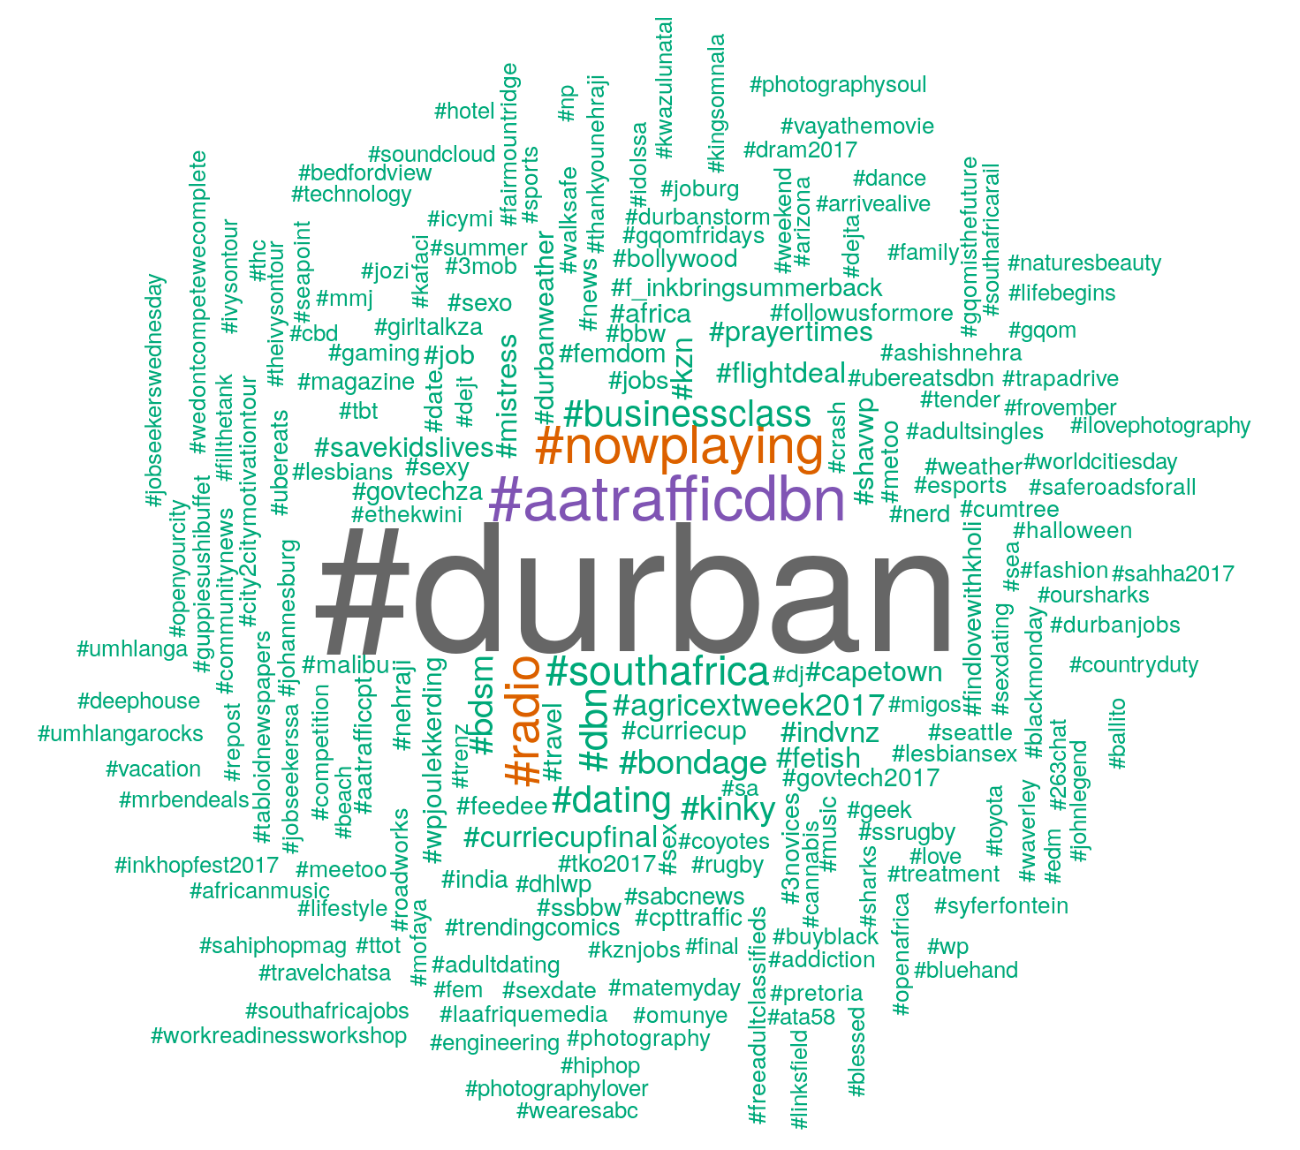 #kwazulunatal
#kingsomnala
#photographysoul
#fairmountridge
#np
#thankyounehraji
#hotel
#vayathemovie
#idolssa
#dram2017
#soundcloud
#sports
#bedfordview
#walksafe
#joburg
#weekend
#dance
#gqomisthefuture
#southafricarail
#technology
#arizona
#arrivealive
#wedontcompetewecomplete
#icymi
#durbanstorm
#dejta
#ivysontour
#thc
#seapoint
#kafaci
#summer
#durbanweather
#gqomfridays
#family
#theivysontour
#jozi
#3mob
#news
#bollywood
#naturesbeauty
#jobseekerswednesday
#mmj
#sexo
#f_inkbringsummerback
#lifebegins
#cbd
#girltalkza
#africa
#followusformore
#bbw
#prayertimes
#gqom
#gaming
#job
#mistress
#femdom
#kzn
#ashishnehra
#fillthetank
#magazine
#date
#dejt
#jobs
#flightdeal
#ubereatsdbn
#trapadrive
#city2citymotivationtour
#ubereats
#tbt
#businessclass
#crash
#shavwp
#tender
#frovember
#savekidslives
#nowplaying
#metoo
#adultsingles
#ilovephotography
#lesbians
#sexy
#weather
#worldcitiesday
#guppiesushibuffet
#govtechza
#aatrafficdbn
#esports
#saferoadsforall
#openyourcity
#communitynews
#ethekwini
#nerd
#cumtree
#halloween
#johannesburg
#durban
#findlovewithkholi
#sea
#fashion
#sahha2017
#oursharks
#sexdating
#blackmonday
#durbanjobs
#umhlanga
#tabloidnewspapers
#malibu
#nehraji
#wpjoulekkerding
#bdsm
#radio
#southafrica
#dj
#capetown
#countryduty
#deephouse
#repost
#jobseekerssa
#competition
#aatrafficcpt
#travel
#dbn
#agricextweek2017
#migos
#ballito
#umhlangarocks
#trenz
#curriecup
#indvnz
#seattle
#263chat
#vacation
#beach
#bondage
#fetish
#lesbiansex
#johnlegend
#govtech2017
#mrbendeals
#feedee
#dating
#sa
#kinky
#3novices
#music
#geek
#toyota
#waverley
#edm
#roadworks
#curriecupfinal
#sex
#coyotes
#cannabis
#ssrugby
#inkhopfest2017
#meetoo
#tko2017
#rugby
#sharks
#love
#africanmusic
#india
#dhlwp
#treatment
#lifestyle
#mofaya
#ssbbw
#sabcnews
#syferfontein
#trendingcomics
#cpttraffic
#freeadultclassifieds
#openafrica
#sahiphopmag
#ttot
#kznjobs
#final
#buyblack
#wp
#travelchatsa
#adultdating
#addiction
#bluehand
#fem
#sexdate
#matemyday
#pretoria
#southafricajobs
#laafriquemedia
#omunye
#ata58
#blessed
#workreadinessworkshop
#engineering
#photography
#linksfield
#hiphop
#photographylover
#wearesabc